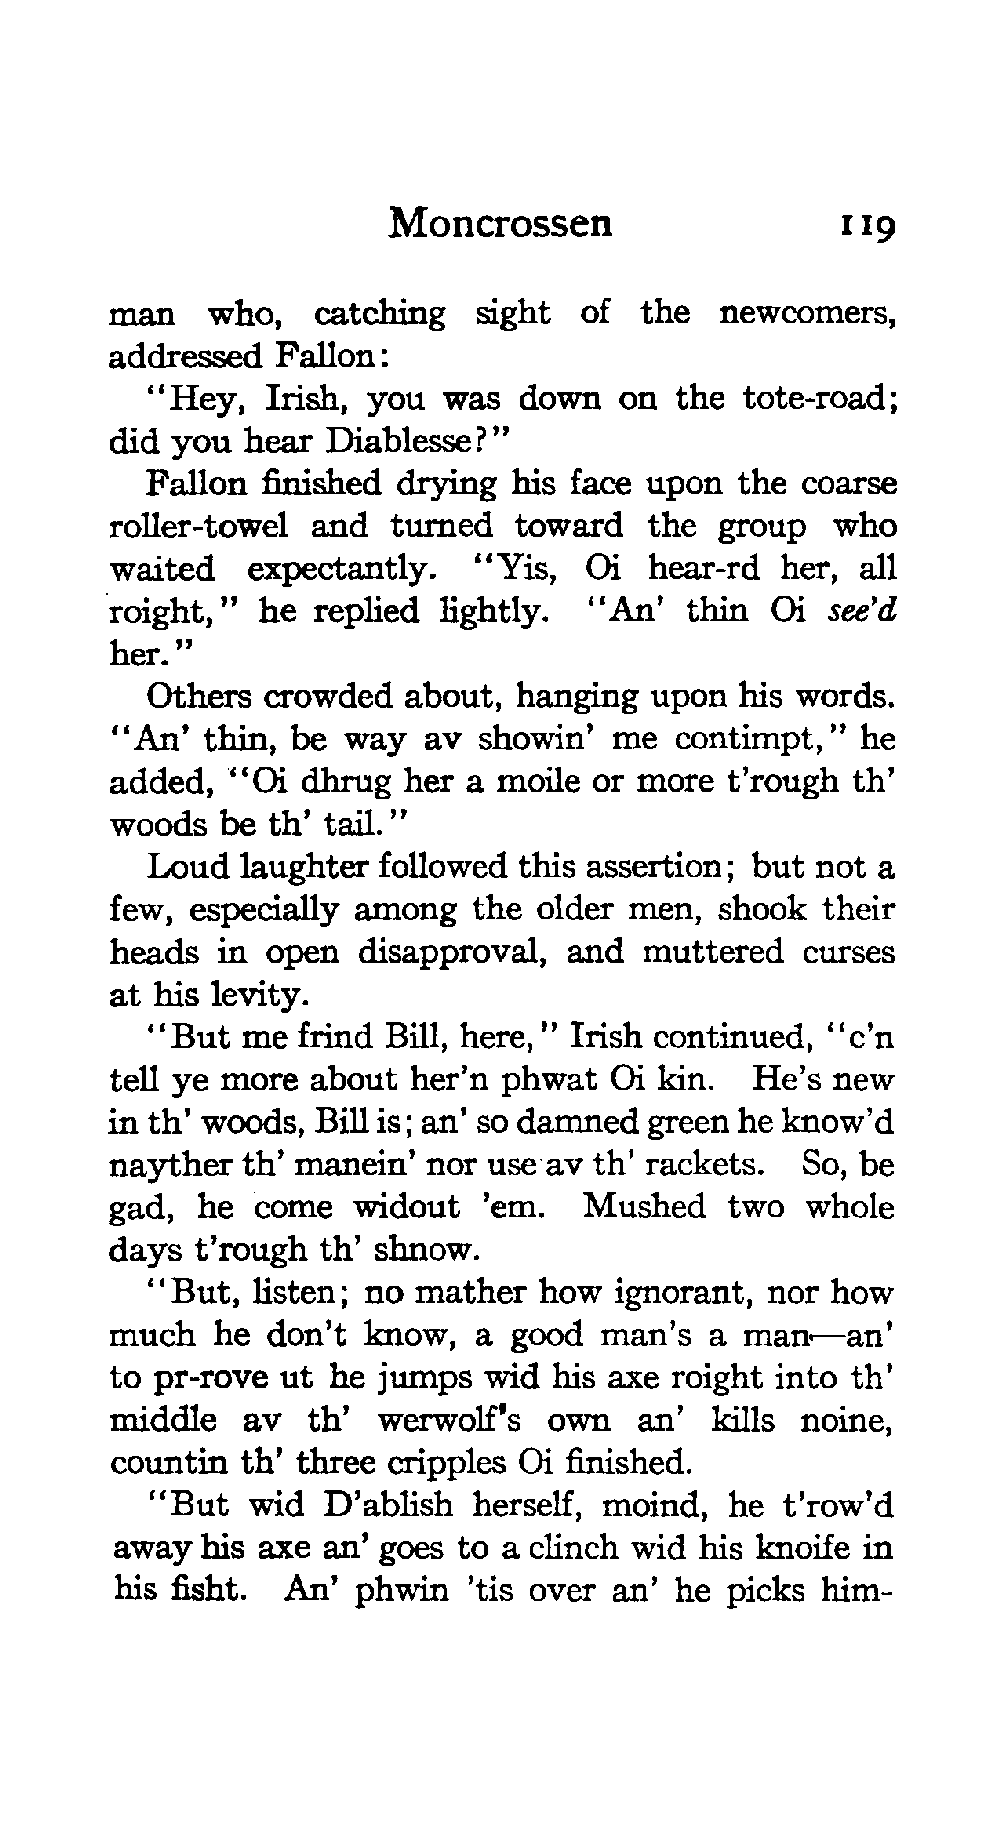 Moncrossen 119
man who, catching sight of the newcomers,
addressed Fallon:
"Hey, Irish, you was down on the tote-road;
did you hear Diablesse?"
Fallon finished drying his face upon the coarse
roller-towel and turned toward the group who
waited expectantly. "Yis, Oi hear-rd her, all
roight," he replied lightly. "An' thin Oi see'd
her."
Others crowded about, hanging upon his words.
"An' thin, be way av showin' me contimpt," he
added, "Oi dhrug her a moile or more t'rough th'
woods be th' tail."
Loud laughter followed this assertion; but not a
few, especially among the older men, shook their
heads in open disapproval, and muttered curses
at his levity.
"But me frind Bill, here," Irish continued, "c'n
tell ye more about her'n phwat Oi kin. He's new
in th' woods, Bill is; an' so damned green he know'd
nayther th' manein' nor use av th' rackets. So, be
gad, he come widout 'em. Mushed two whole
days t'rough th' shnow.
"But, listen; no mather how ignorant, nor how
much he don't know, a good man's a man—an'
to pr-rove ut he jumps wid his axe roight into th'
middle av th' werwolf's own an' kills noine,
countin th' three cripples Oi finished.
"But wid D'ablish herself, moind, he t'row'd
away his axe an' goes to a clinch wid his knoife in
his fisht. An' phwin 'tis over an' he picks him-